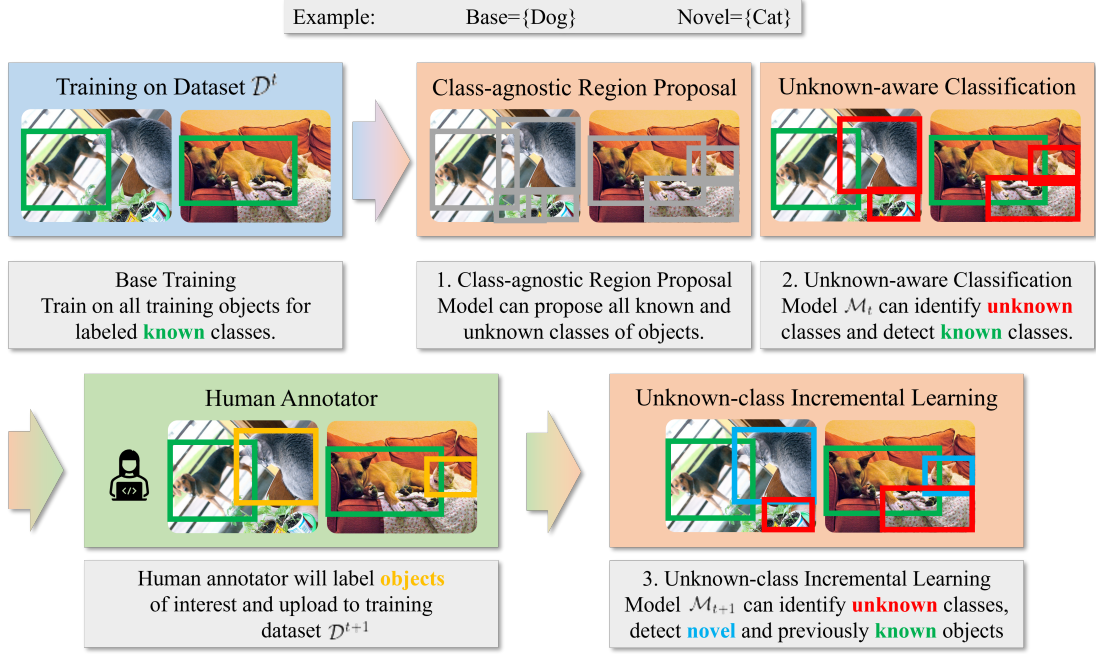 Example: Base={Dog} Novel={Cat}
Training on Dataset 𝒟ᵗ
Class-agnostic Region Proposal
Unknown-aware Classification
Base Training
Train on all training objects for
labeled known classes.
1. Class-agnostic Region Proposal
Model can propose all known and
unknown classes of objects.
2. Unknown-aware Classification
Model ℳₜ can identify unknown
classes and detect known classes.
Human Annotator
Unknown-class Incremental Learning
</>
Human annotator will label objects
of interest and upload to training
dataset 𝒟ᵗ⁺¹
3. Unknown-class Incremental Learning
Model ℳₜ₊₁ can identify unknown classes,
detect novel and previously known objects